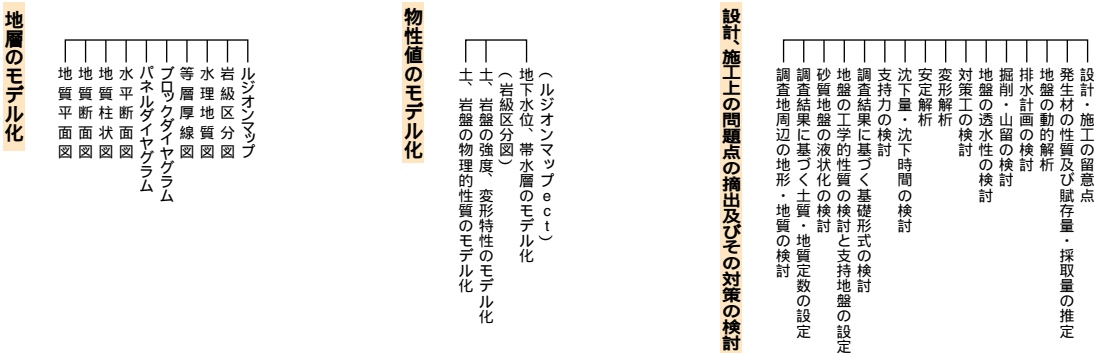 地層のモデル化
地質平面図
地質断面図
地質柱状図
水平断面図
パネルダイヤグラム
ブロックダイヤグラム
等層厚線図
水理地質図
岩級区分図
ルジオンマップ
物性値のモデル化
土、岩盤の物理的性質のモデル化
土、岩盤の強度、変形特性のモデル化
(岩級区分図)
地下水位、帯水層のモデル化
(ルジオンマップect)
設計、施工上の問題点の摘出及びその対策の検討
調査地周辺の地形・地質の検討
調査結果に基づく土質・地質定数の設定
砂質地盤の液状化の検討
地盤の工学的性質の検討と支持地盤の設定
調査結果に基づく基礎形式の検討
支持力の検討
沈下量・沈下時間の検討
安定解析
変形解析
対策工の検討
地盤の透水性の検討
掘削・山留の検討
排水計画の検討
地盤の動的解析
発生材の性質及び賦存量・採取量の推定
設計・施工の留意点